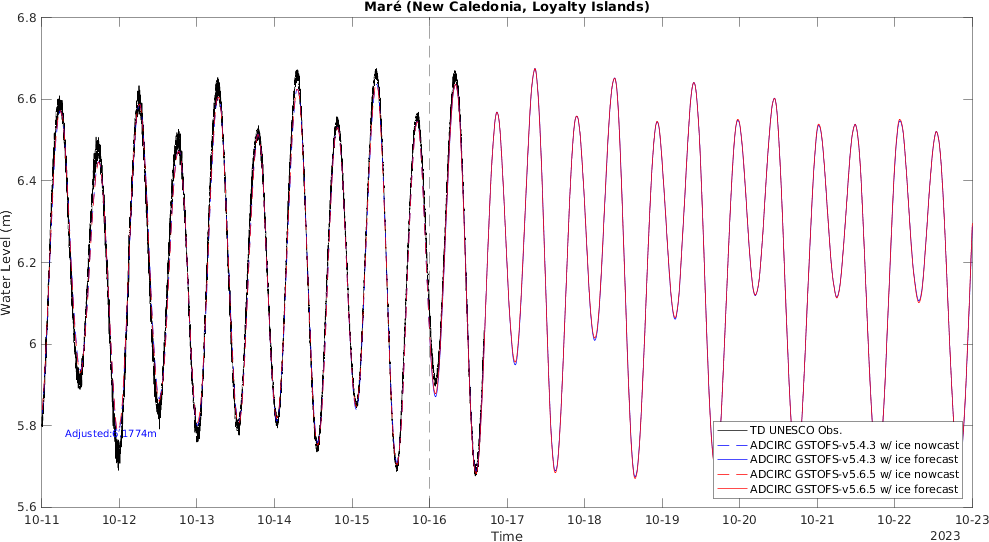 Maré (New Caledonia, Loyalty Islands)
6.8
6.6
6.4
6.2
6
5.8
5.6
Water Level (m)
Adjusted:6.1774m
TD UNESCO Obs.
ADCIRC GSTOFS-v5.4.3 w/ ice nowcast
ADCIRC GSTOFS-v5.4.3 w/ ice forecast
ADCIRC GSTOFS-v5.6.5 w/ ice nowcast
ADCIRC GSTOFS-v5.6.5 w/ ice forecast
10-11 10-12 10-13 10-14 10-15 10-16 10-17 10-18 10-19 10-20 10-21 10-22 10-23
Time
2023